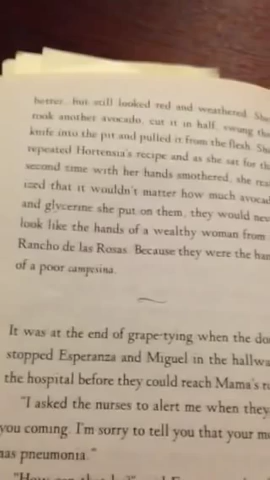 better, but still looked red and weathered. She
took another avocado, cut it in half, swung the
knife into the pit and pulled it from the flesh. She
repeated Hortensia's recipe and as she sat for the
second time with her hands smothered, she rea
ized that it wouldn't matter how much avocad
and glycerine she put on them, they would nev
look like the hands of a wealthy woman from
Rancho de las Rosas. Because they were the han
of a poor campesina.
It was at the end of grape-tying when the do
stopped Esperanza and Miguel in the hallwa
the hospital before they could reach Mama's ro
"I asked the nurses to alert me when they
you coming. I'm sorry to tell you that your mo
has pneumonia."
"How can that be?"